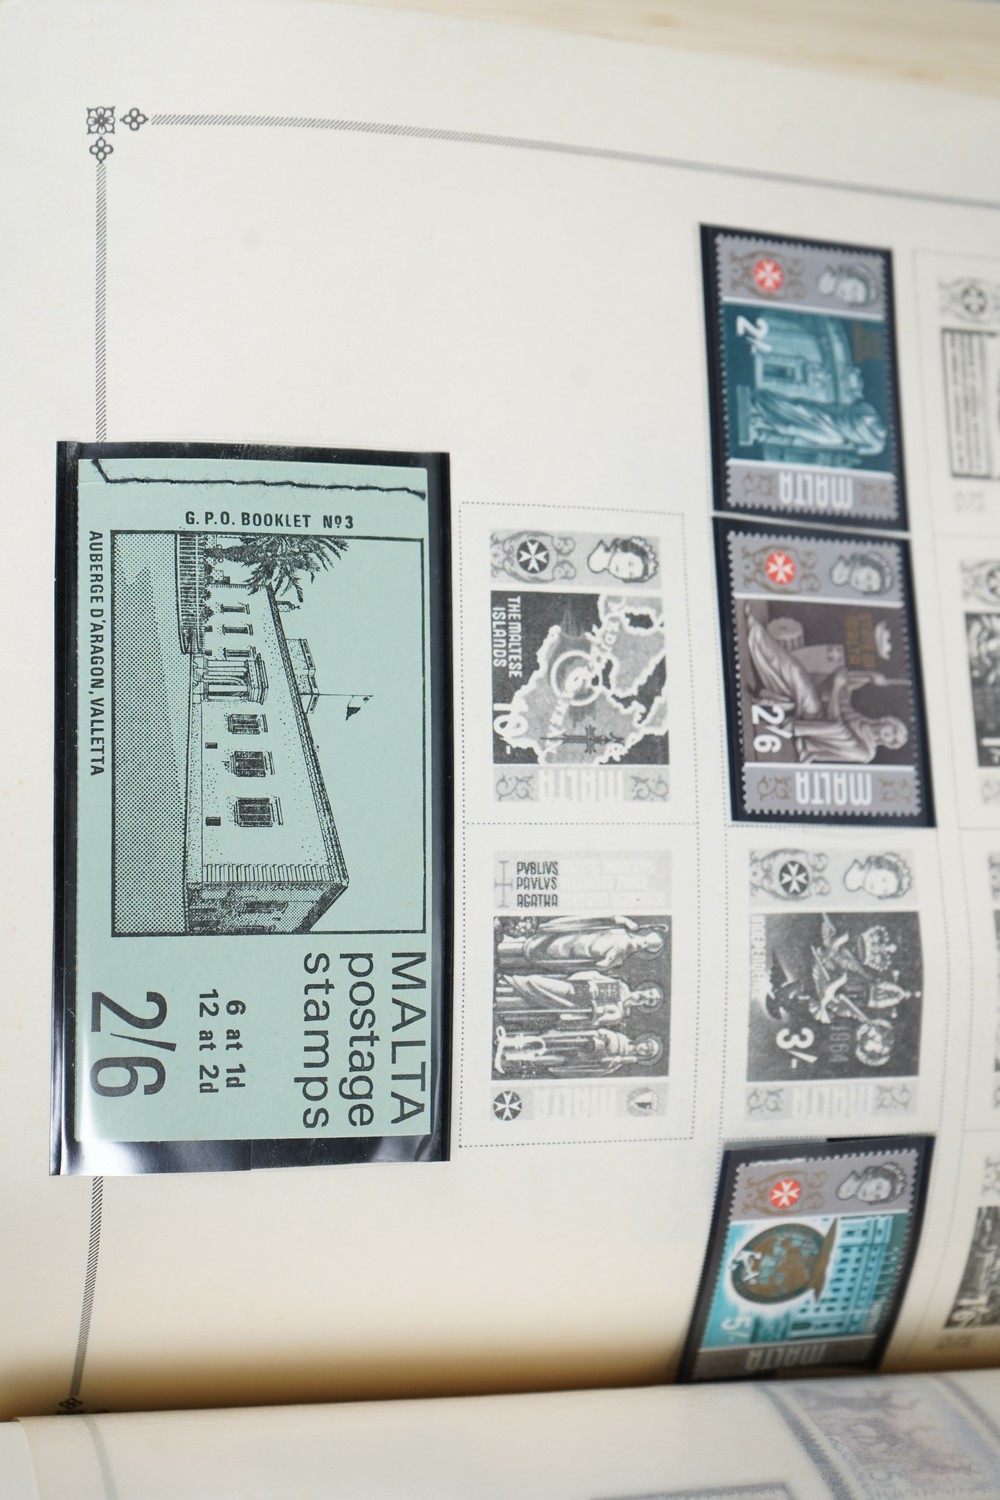 G.P.O. BOOKLET Nº3
AUBERGE D'ARAGON, VALLETTA
MALTA
postage
stamps
6 at 1d
12 at 2d
2/6
THE MALTESE
ISLANDS
10/-
PVBLIVS
PAVLVS
AGATHA
2/-
MALTA
2/6
MALTA
1964
3/-
5/-
MALTA